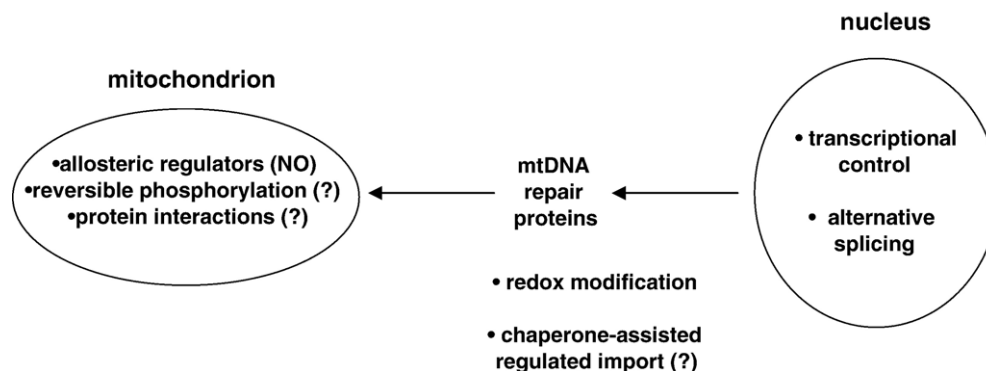 nucleus
mitochondrion
•allosteric regulators (NO)
•reversible phosphorylation (?)
•protein interactions (?)
mtDNA
repair
proteins
• redox modification
• chaperone-assisted
regulated import (?)
• transcriptional
control
• alternative
splicing